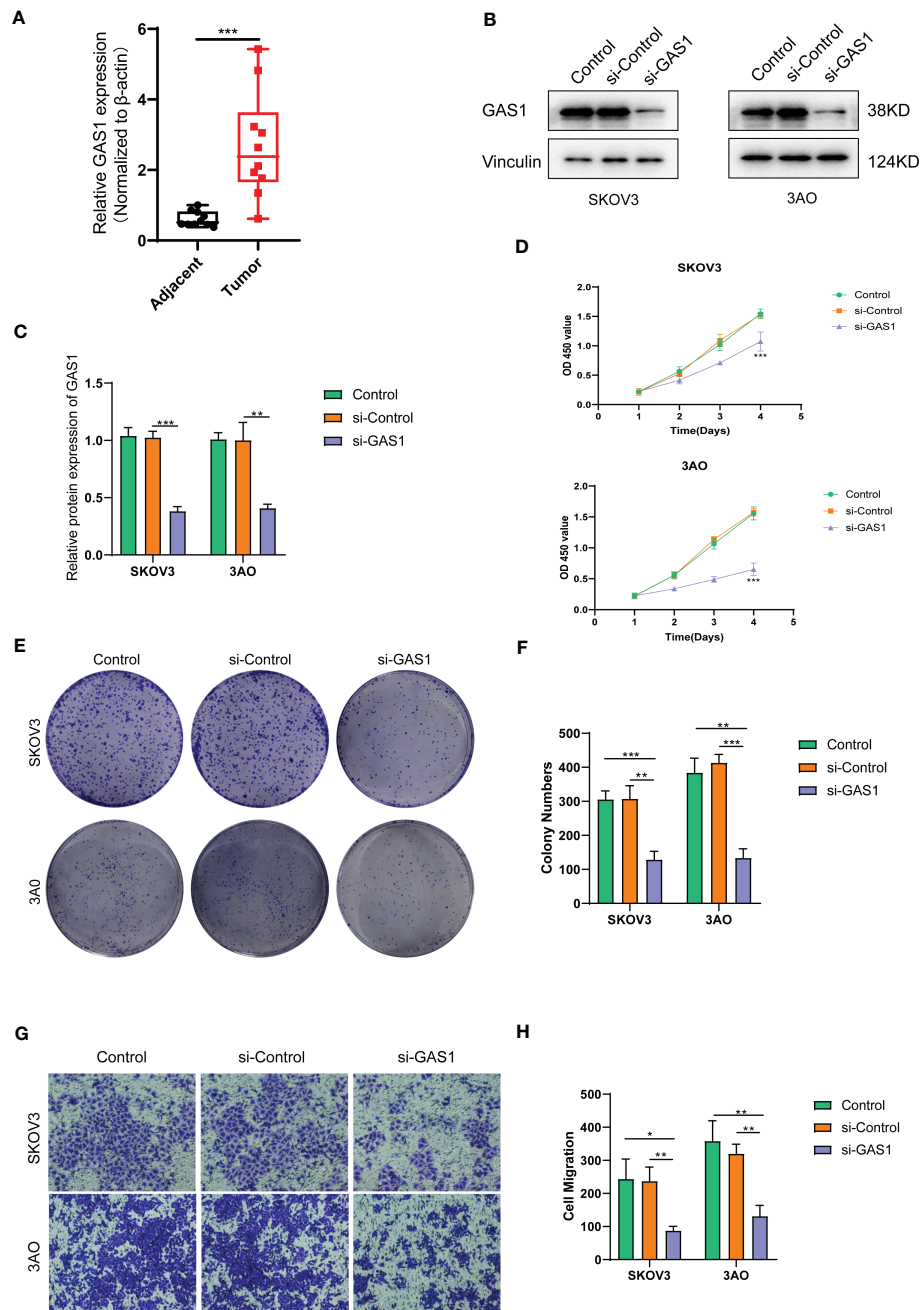 A
***
Relative GAS1 expression
(Normalized to β-actin)
6
4
2
0
Adjacent
Tumor
B
Control
si-Control
si-GAS1
Control
si-Control
si-GAS1
GAS1
38KD
Vinculin
124KD
SKOV3
3AO
C
Relative protein expression of GAS1
1.5
1.0
0.5
0.0
***
**
SKOV3
3AO
Control
si-Control
si-GAS1
D
SKOV3
OD 450 value
2.0
1.5
1.0
0.5
0.0
***
0
1
2
3
4
5
Time(Days)
Control
si-Control
si-GAS1
3AO
OD 450 value
2.0
1.5
1.0
0.5
0.0
***
0
1
2
3
4
5
Time(Days)
Control
si-Control
si-GAS1
E
Control
si-Control
si-GAS1
SKOV3
3A0
F
Colony Numbers
500
400
300
200
100
0
***
**
**
***
SKOV3
3AO
Control
si-Control
si-GAS1
G
Control
si-Control
si-GAS1
SKOV3
3AO
H
Cell Migration
500
400
300
200
100
0
*
**
**
**
SKOV3
3AO
Control
si-Control
si-GAS1